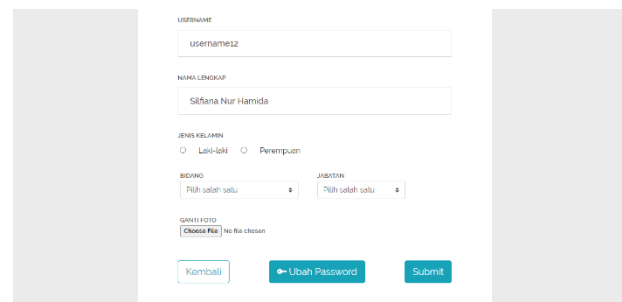 USERNAME
username12
NAMA LENGKAP
Silfiana Nur Hamida
JENIS KELAMIN
Laki-laki Perempuan
BIDANG JABATAN
Pilih salah satu Pilih salah satu
GANTI FOTO
Choose File No file chosen
Kembali Ubah Password Submit